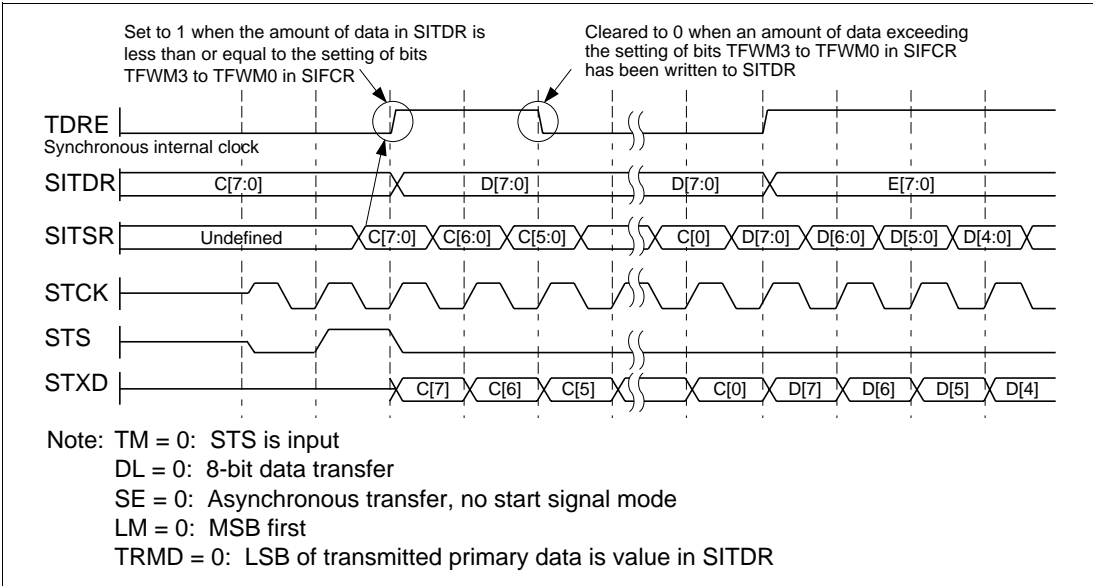 Set to 1 when the amount of data in SITDR is
less than or equal to the setting of bits
TFWM3 to TFWM0 in SIFCR
Cleared to 0 when an amount of data exceeding
the setting of bits TFWM3 to TFWM0 in SIFCR
has been written to SITDR
TDRE
Synchronous internal clock
SITDR C[7:0] D[7:0] D[7:0] E[7:0]
SITSR Undefined C[7:0] C[6:0] C[5:0] C[0] D[7:0] D[6:0] D[5:0] D[4:0]
STCK
STS
STXD C[7] C[6] C[5] C[0] D[7] D[6] D[5] D[4]
Note: TM = 0: STS is input
DL = 0: 8-bit data transfer
SE = 0: Asynchronous transfer, no start signal mode
LM = 0: MSB first
TRMD = 0: LSB of transmitted primary data is value in SITDR